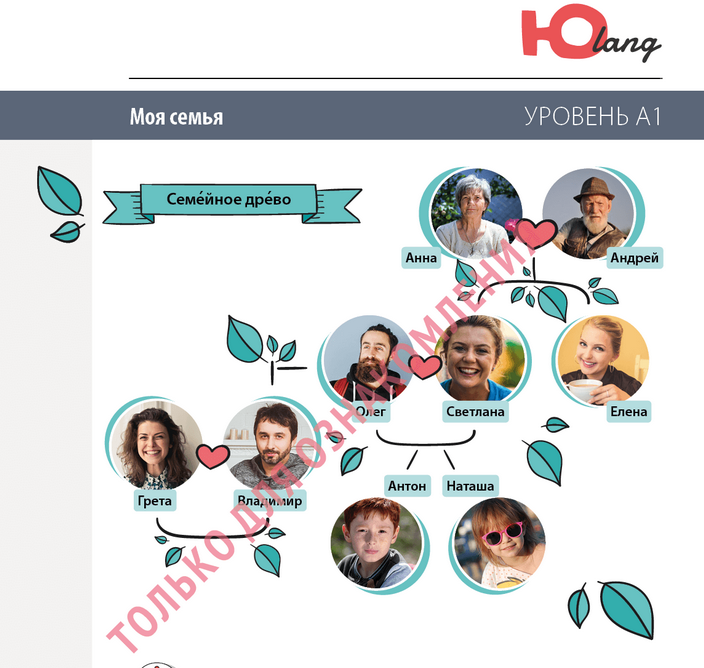 Юlang
Моя семья
УРОВЕНЬ А1
Семе́йное дре́во
Анна
Андрей
Олег
Светлана
Елена
Грета
Владимир
Антон
Наташа
ТОЛЬКО ДЛЯ ОЗНАКОМЛЕНИЯ